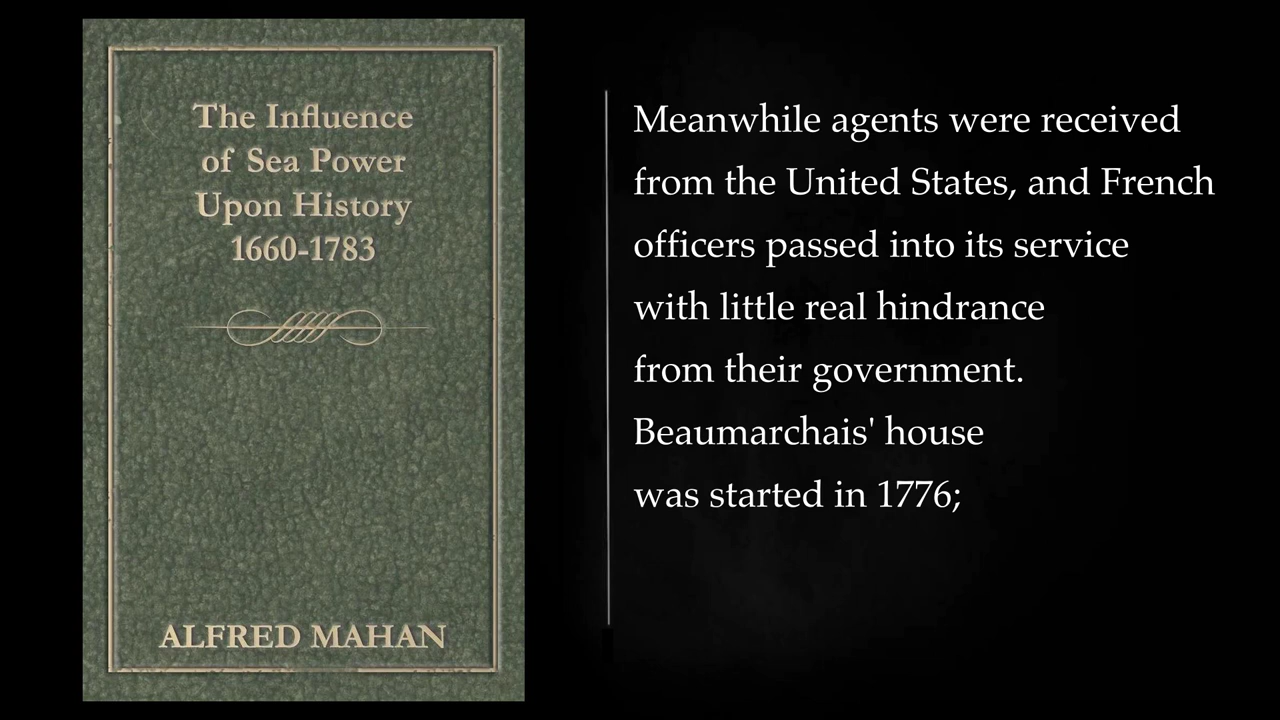 The Influence
of Sea Power
Upon History
1660-1783
ALFRED MAHAN
Meanwhile agents were received
from the United States, and French
officers passed into its service
with little real hindrance
from their government.
Beaumarchais' house
was started in 1776;